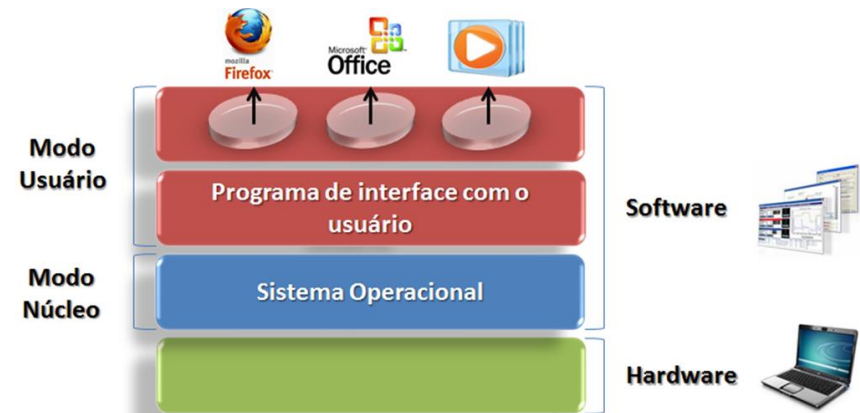 mozilla
Firefox
Microsoft
Office
Modo
Usuário
Programa de interface com o
usuário
Software
Modo
Núcleo
Sistema Operacional
Hardware